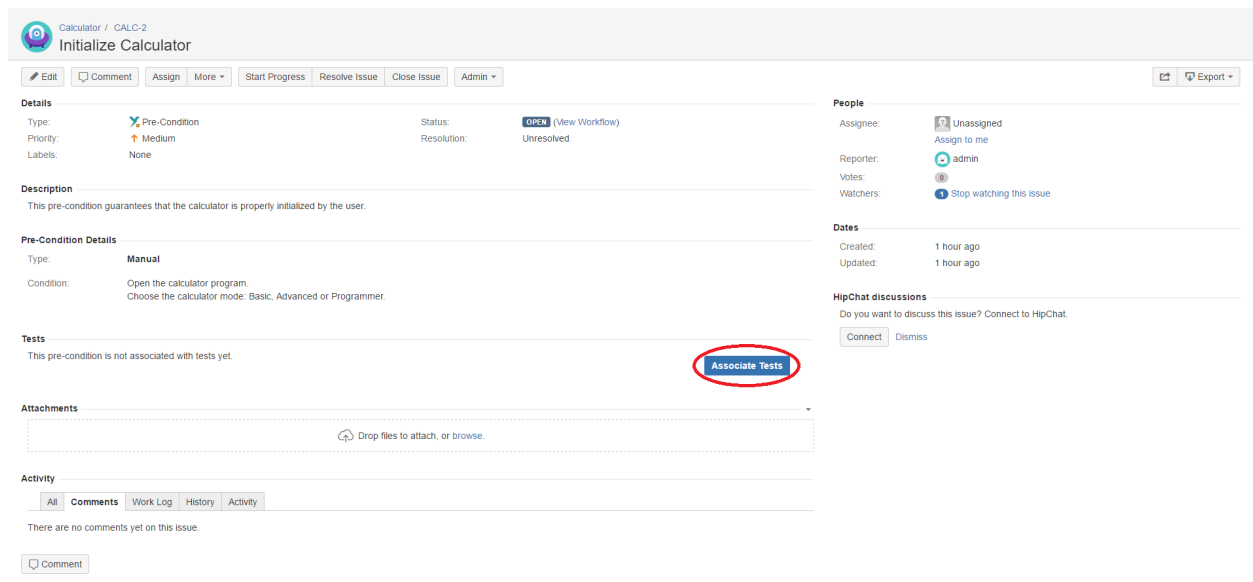 Calculator / CALC-2
Initialize Calculator
Edit Comment Assign More Start Progress Resolve Issue Close Issue Admin Export
Details
Type: Pre-Condition Status: OPEN (View Workflow)
Priority: Medium Resolution: Unresolved
Labels: None
Description
This pre-condition guarantees that the calculator is properly initialized by the user.
Pre-Condition Details
Type: Manual
Condition: Open the calculator program.
Choose the calculator mode: Basic, Advanced or Programmer.
Tests
This pre-condition is not associated with tests yet.
Associate Tests
Attachments
Drop files to attach, or browse.
Activity
All Comments Work Log History Activity
There are no comments yet on this issue.
Comment
People
Assignee: Unassigned
Assign to me
Reporter: admin
Votes: 0
Watchers: 1 Stop watching this issue
Dates
Created: 1 hour ago
Updated: 1 hour ago
HipChat discussions
Do you want to discuss this issue? Connect to HipChat.
Connect Dismiss